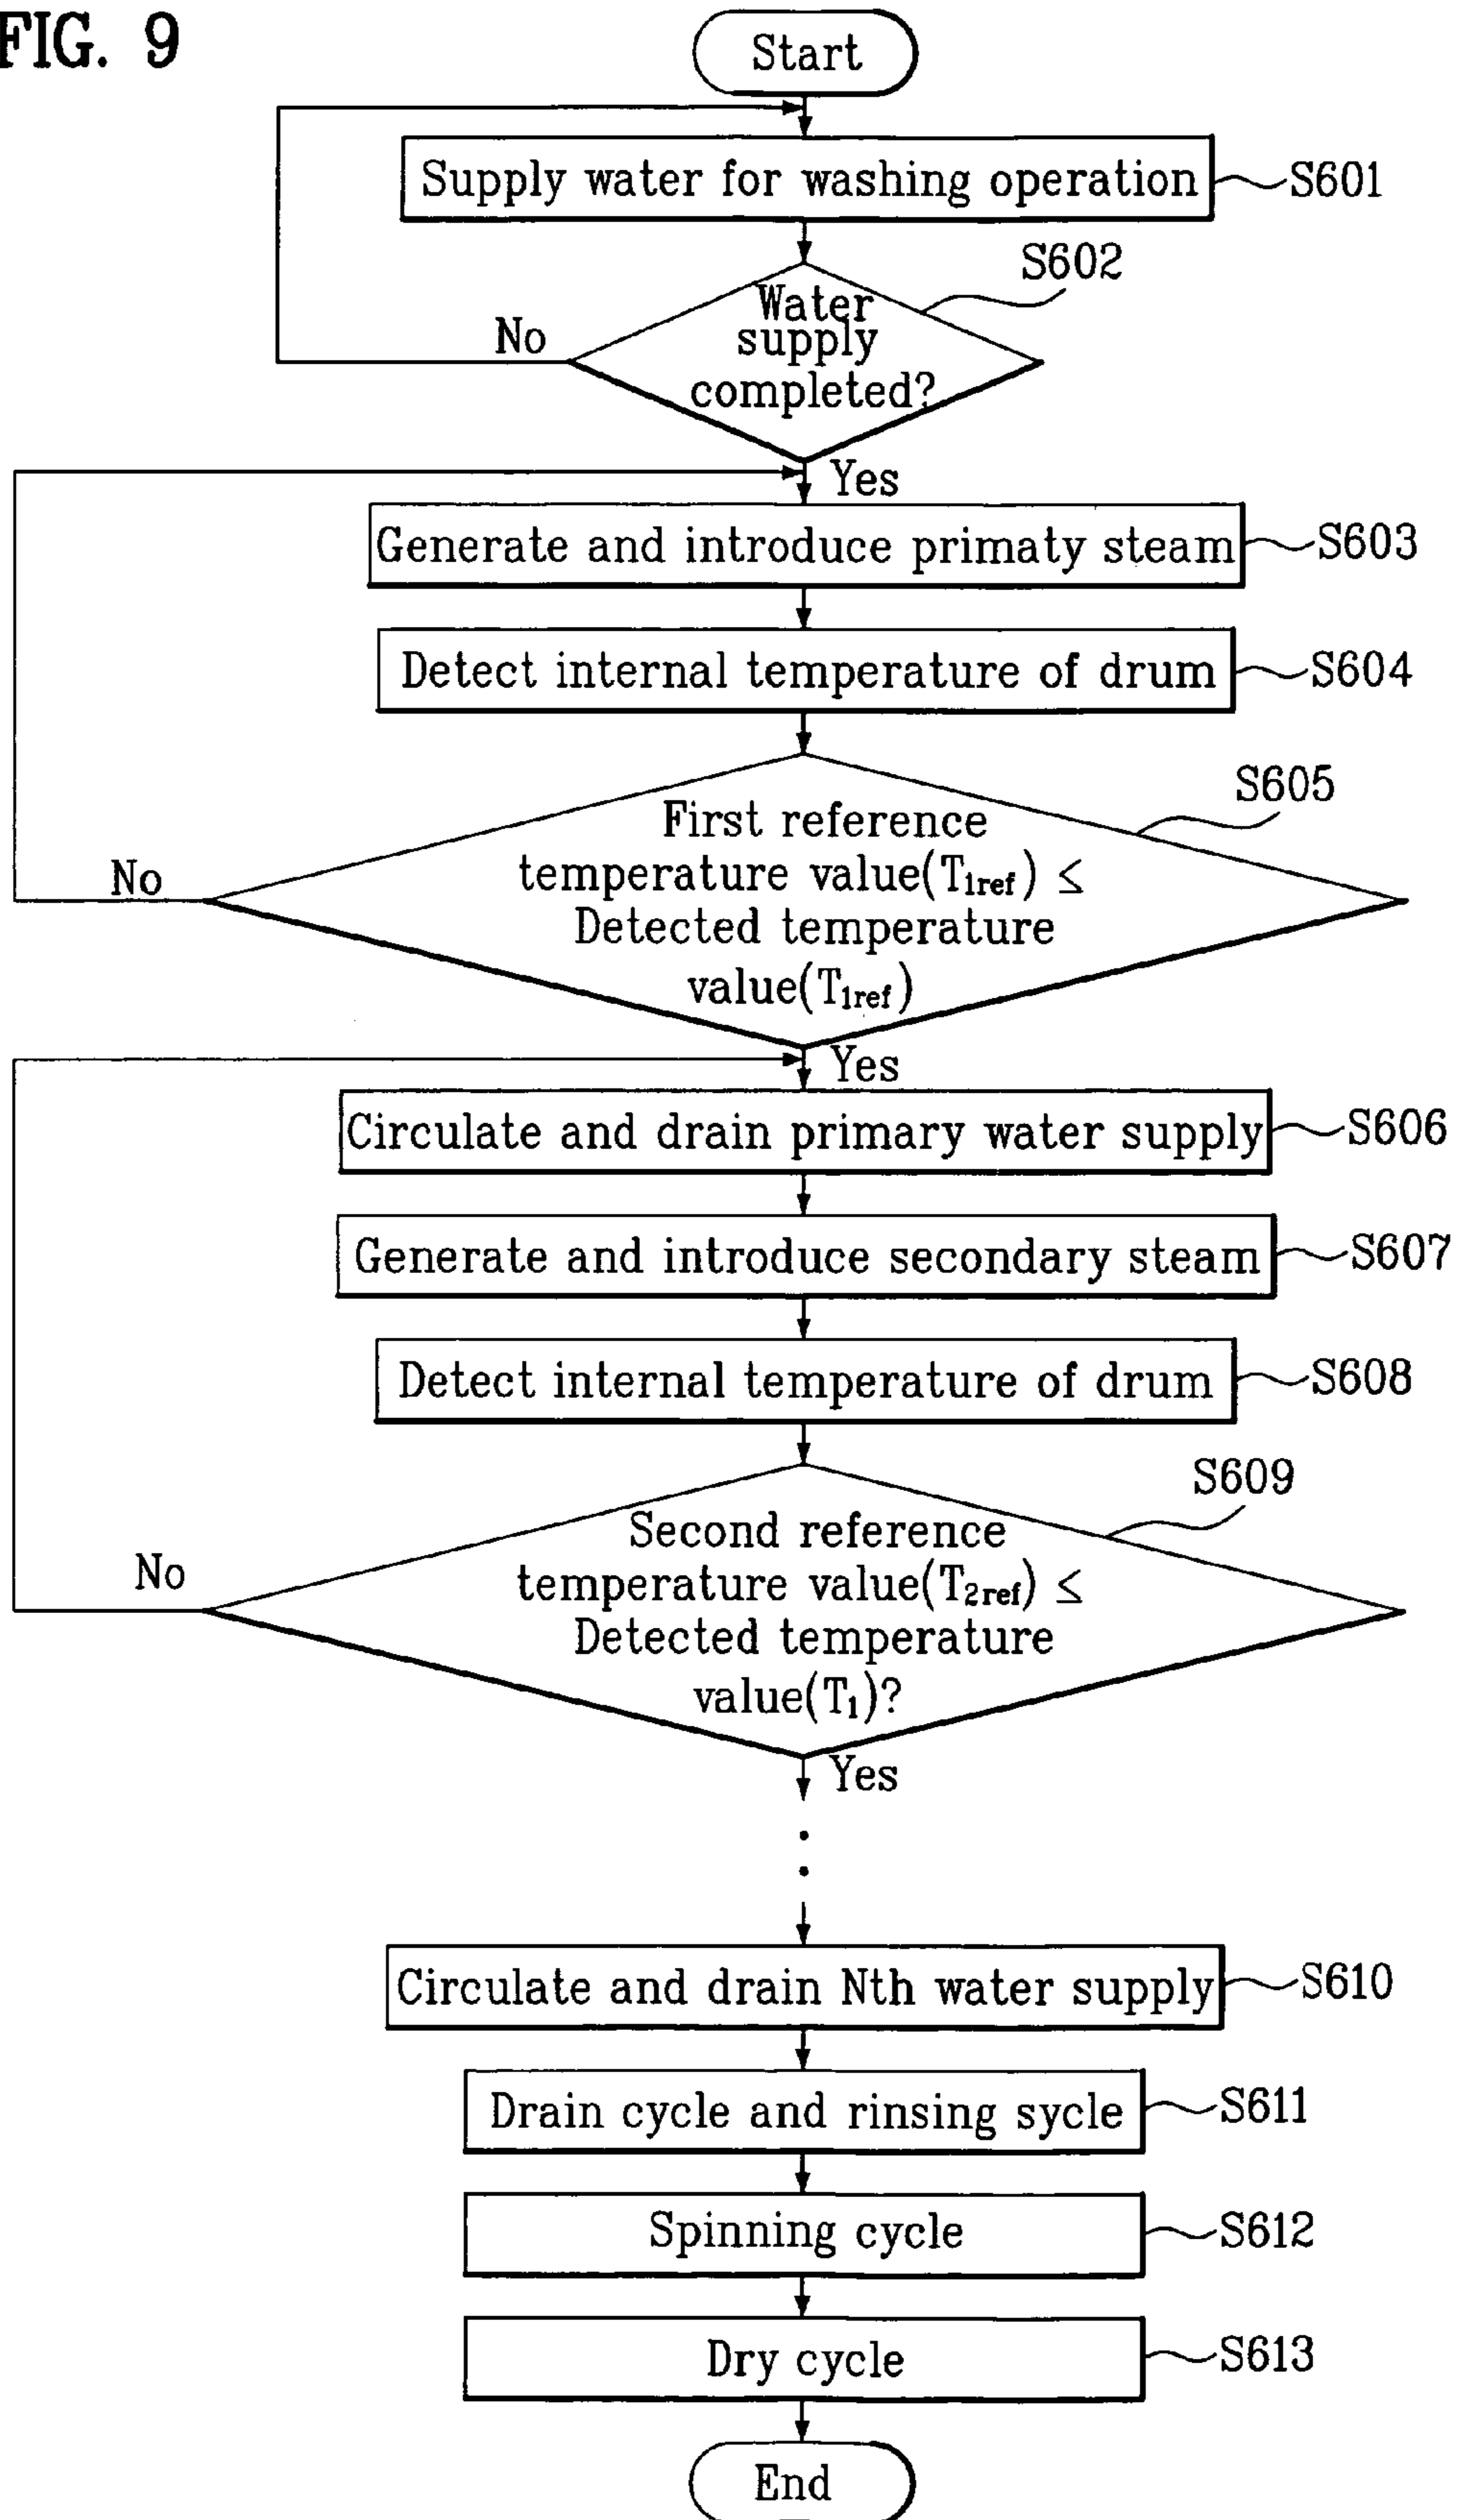 FIG. 9
Start
Supply water for washing operation
S601
S602
Water
supply
completed?
No
Yes
Generate and introduce primaty steam
S603
Detect internal temperature of drum
S604
S605
First reference
temperature value(T1ref) ≤
Detected temperature
value(T1ref)
No
Yes
Circulate and drain primary water supply
S606
Generate and introduce secondary steam
S607
Detect internal temperature of drum
S608
S609
Second reference
temperature value(T2ref) ≤
Detected temperature
value(T1)?
No
Yes
Circulate and drain Nth water supply
S610
Drain cycle and rinsing sycle
S611
Spinning cycle
S612
Dry cycle
S613
End